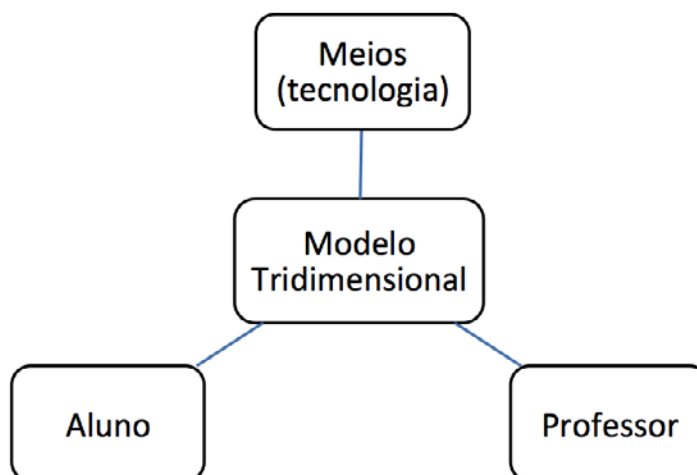 Meios
(tecnologia)
Modelo
Tridimensional
Aluno
Professor